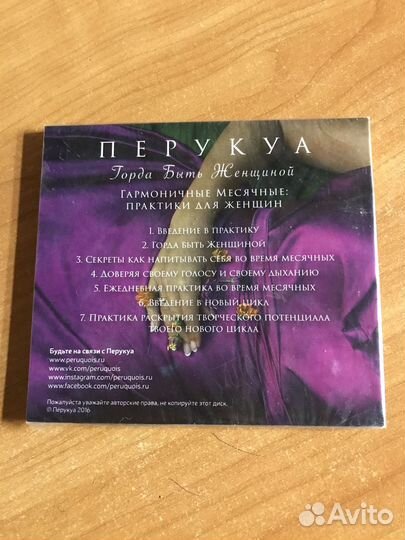 ПЕРУКУА
Горда Быть Женщиной
Гармоничные Месячные:
практики для женщин
1. Введение в практику
2. Горда быть Женщиной
3. Секреты как напитывать себя во время месячных
4. Доверяя своему голосу и своему дыханию
5. Ежедневная практика во время месячных
6. Введение в новый цикл
7. Практика раскрытия творческого потенциала
твоего нового цикла
Будьте на связи с Перукуа
www.peruquois.ru
www.vk.com/peruquois
www.instagram.com/peruquois.ru
www.facebook.com/peruquois.ru
Пожалуйста уважайте авторские права, не копируйте этот диск.
© Перукуа 2016
Avito